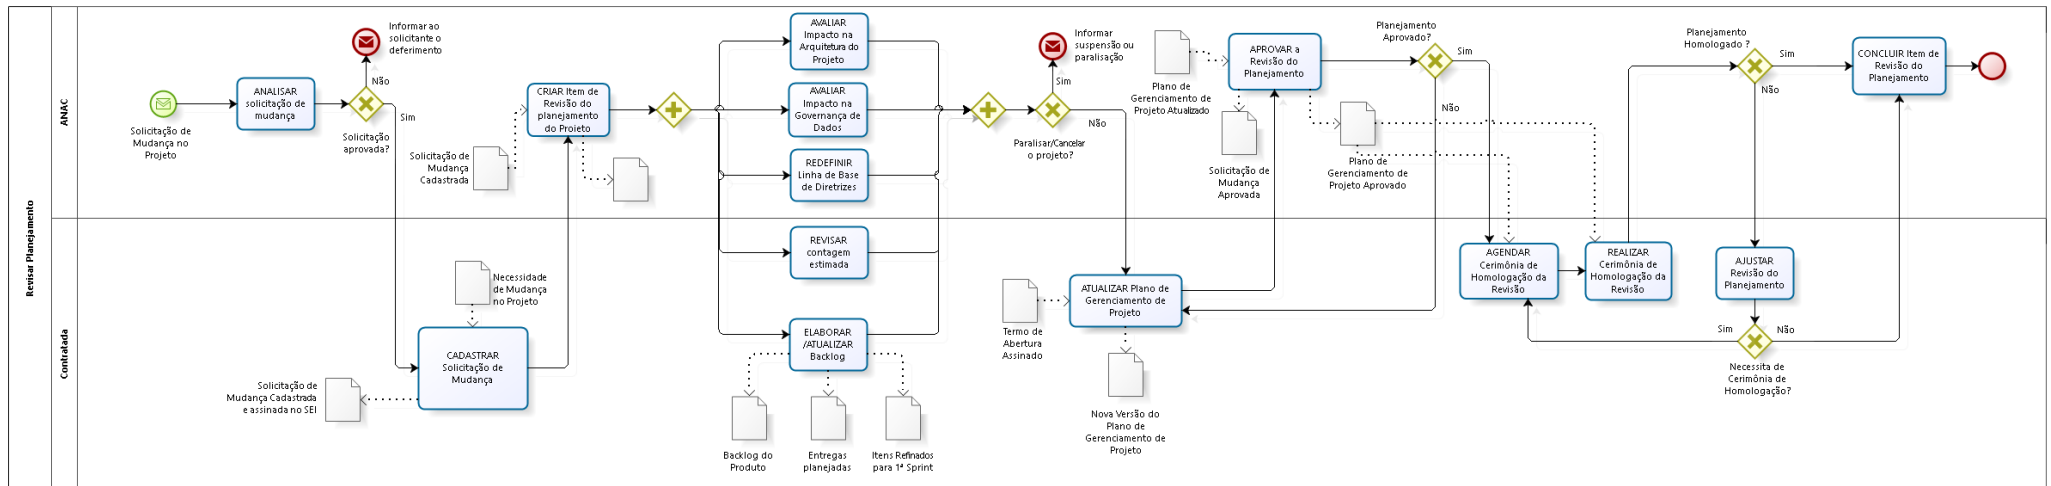 Revisar Planejamento
ANAC
Contratada
Solicitação de
Mudança no
Projeto
ANALISAR
solicitação de
mudança
Informar ao
solicitante o
deferimento
Não
Sim
Solicitação
aprovada?
Solicitação de
Mudança
Cadastrada
CRIAR Item de
Revisão do
planejamento
do Projeto
Necessidade
de Mudança
no Projeto
CADASTRAR
Solicitação de
Mudança
Solicitação de
Mudança Cadastrada
e assinada no SEI
AVALIAR
Impacto na
Arquitetura do
Projeto
AVALIAR
Impacto na
Governança de
Dados
REDEFINIR
Linha de Base
de Diretrizes
REVISAR
contagem
estimada
ELABORAR
/ATUALIZAR
Backlog
Backlog do
Produto
Entregas
planejadas
Itens Refinados
para 1ª Sprint
Informar
suspensão ou
paralisação
Sim
Não
Paralisar/Cancelar
o projeto?
Termo de
Abertura
Assinado
ATUALIZAR Plano de
Gerenciamento de
Projeto
Nova Versão do
Plano de
Gerenciamento de
Projeto
Plano de
Gerenciamento de
Projeto Atualizado
APROVAR a
Revisão do
Planejamento
Solicitação de
Mudança
Aprovada
Plano de
Gerenciamento de
Projeto Aprovado
Planejamento
Aprovado?
Sim
Não
AGENDAR
Cerimônia de
Homologação da
Revisão
REALIZAR
Cerimônia de
Homologação da
Revisão
Planejamento
Homologado ?
Sim
Não
CONCLUIR Item de
Revisão do
Planejamento
AJUSTAR
Revisão do
Planejamento
Sim
Não
Necessita de
Cerimônia de
Homologação?